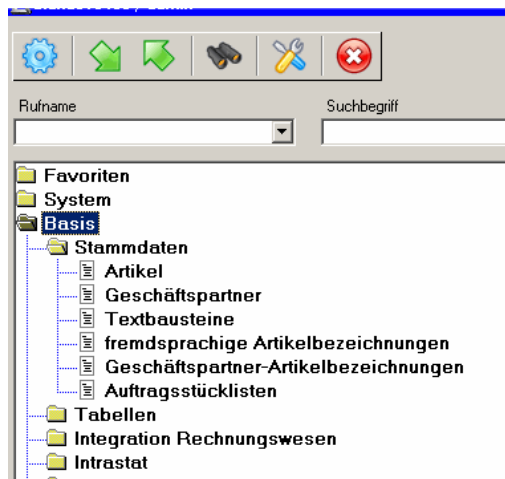 Rufname Suchbegriff
Favoriten
System
Basis
Stammdaten
Artikel
Geschäftspartner
Textbausteine
fremdsprachige Artikelbezeichnungen
Geschäftspartner-Artikelbezeichnungen
Auftragsstücklisten
Tabellen
Integration Rechnungswesen
Intrastat